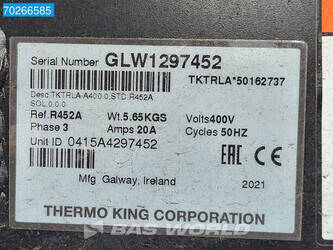 70266585
Serial Number GLW1297452
TKTRLA*50162737
Desc.TKTRLA-A400.0,STD.R452A
SOL.0.0.0
Ref.R452A Wt.5.65KGS Volts400V
Phase 3 Amps 20A Cycles 50HZ
Unit ID 0415A4297452
EAC CE
Mfg Galway, Ireland 2021
THERMO KING CORPORATION
BAS WORLD